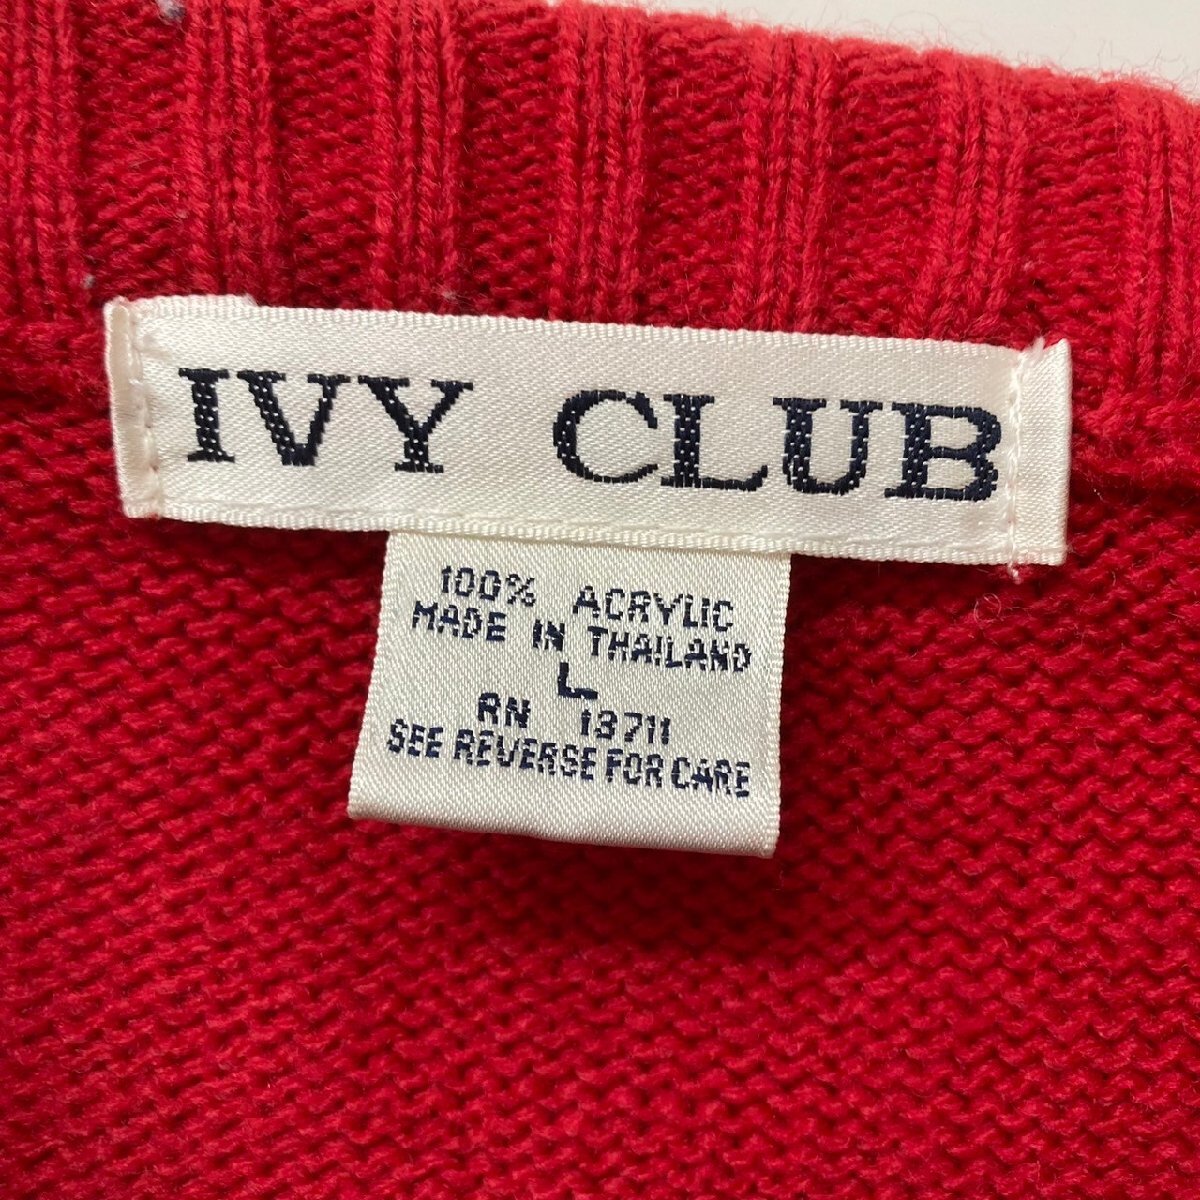 IVY CLUB
100% ACRYLIC
MADE IN THAILAND
L
RN 13711
SEE REVERSE FOR CARE